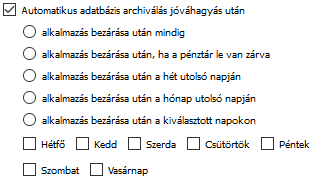 Automatikus adatbázis archiválás jóváhagyás után
alkalmazás bezárása után mindig
alkalmazás bezárása után, ha a pénztár le van zárva
alkalmazás bezárása után a hét utolsó napján
alkalmazás bezárása után a hónap utolsó napján
alkalmazás bezárása után a kiválasztott napokon
Hétfő Kedd Szerda Csütörtök Péntek
Szombat Vasárnap